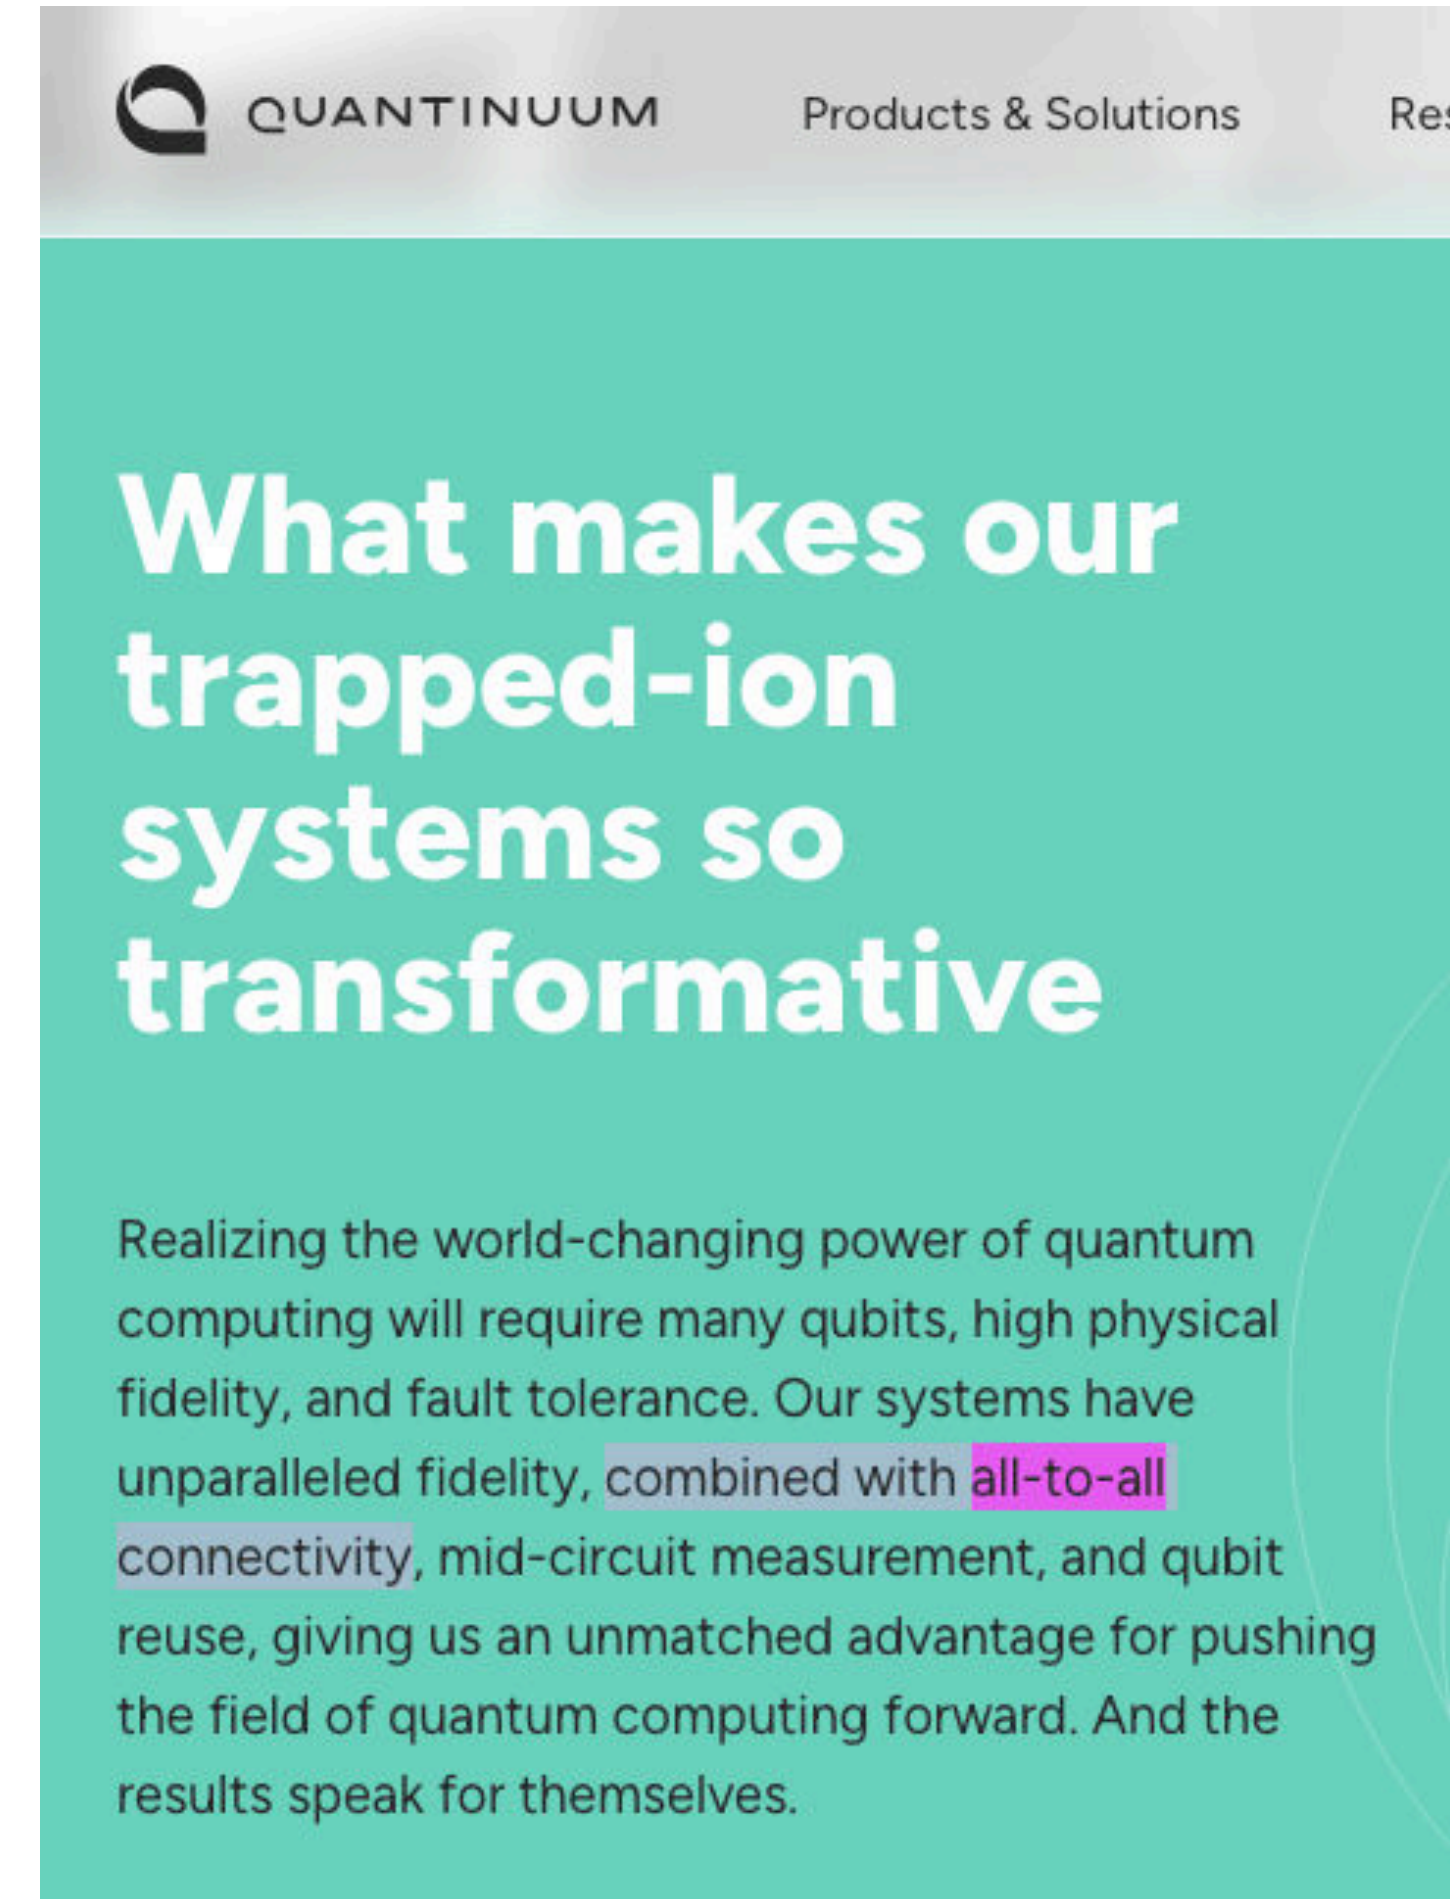 QUANTINUUM
Products & Solutions
Res
What makes our
trapped-ion
systems so
transformative
Realizing the world-changing power of quantum
computing will require many qubits, high physical
fidelity, and fault tolerance. Our systems have
unparalleled fidelity, combined with all-to-all
connectivity, mid-circuit measurement, and qubit
reuse, giving us an unmatched advantage for pushing
the field of quantum computing forward. And the
results speak for themselves.